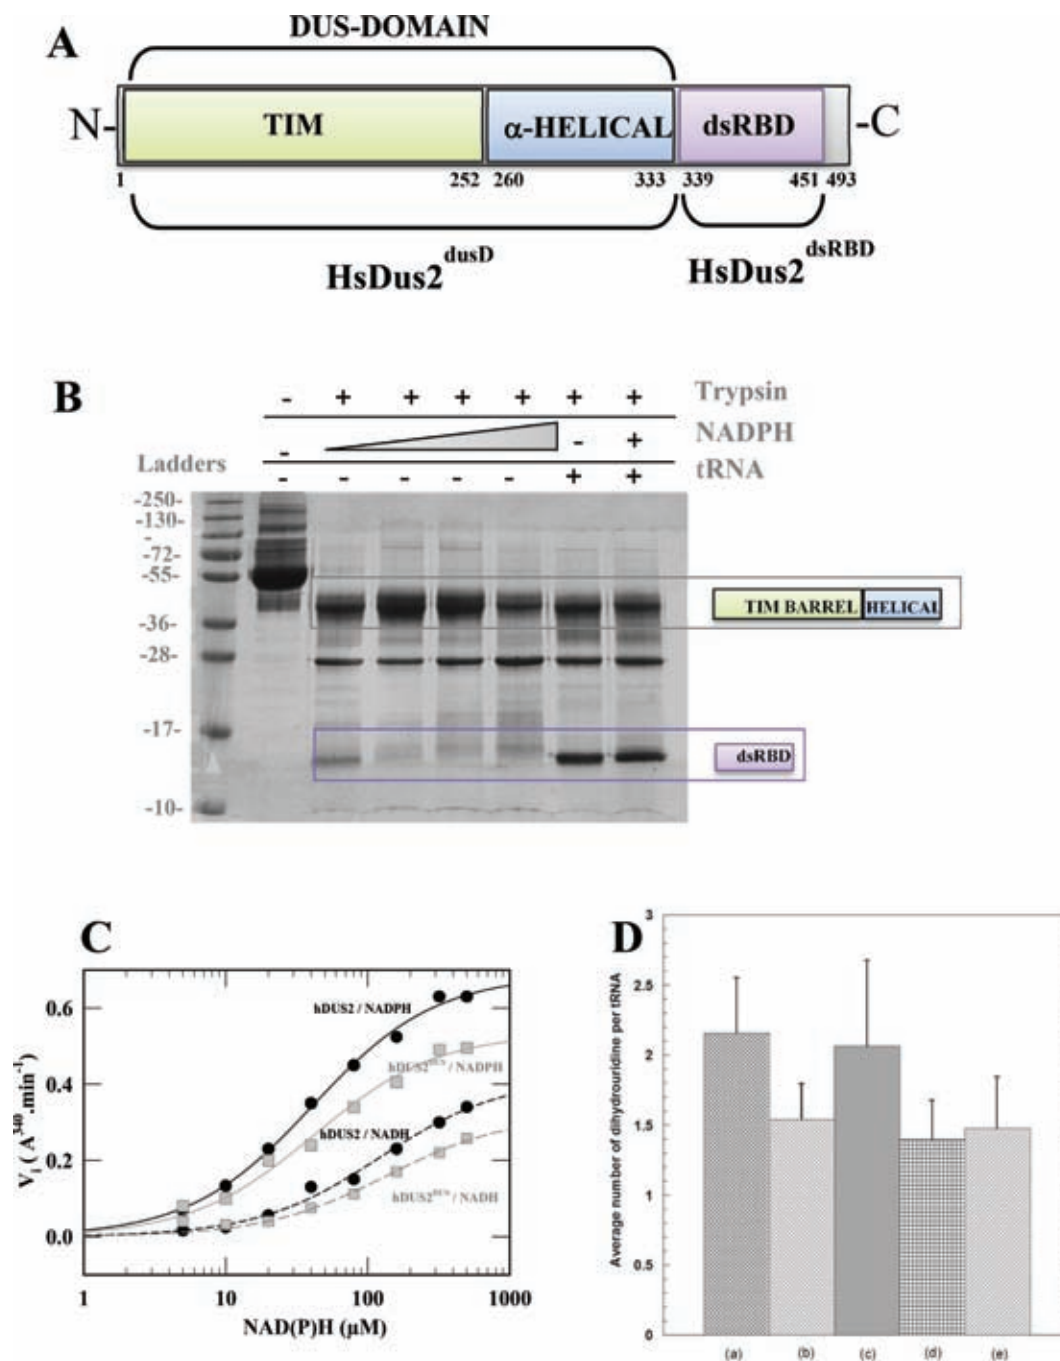 A
DUS-DOMAIN
N- TIM α-HELICAL dsRBD -C
1 252 260 333 339 451 493
HsDus2^dusD HsDus2^dsRBD
B
- + + + + + + Trypsin
- - + NADPH
Ladders - - - - - + + tRNA
-250-
-130-
-
-72-
-55-
-36-
-28-
-17-
-10-
TIM BARREL HELICAL
dsRBD
C
V_i ( A^340.min^-1)
0.6
0.4
0.2
0.0
hDUS2 / NADPH
/ NADPH
hDUS2 / NADH
/ NADH
1 10 100 1000
NAD(P)H (µM)
D
Average number of dihydrouridine per tRNA
3
2.5
2
1.5
1
0.5
0
(a) (b) (c) (d) (e)